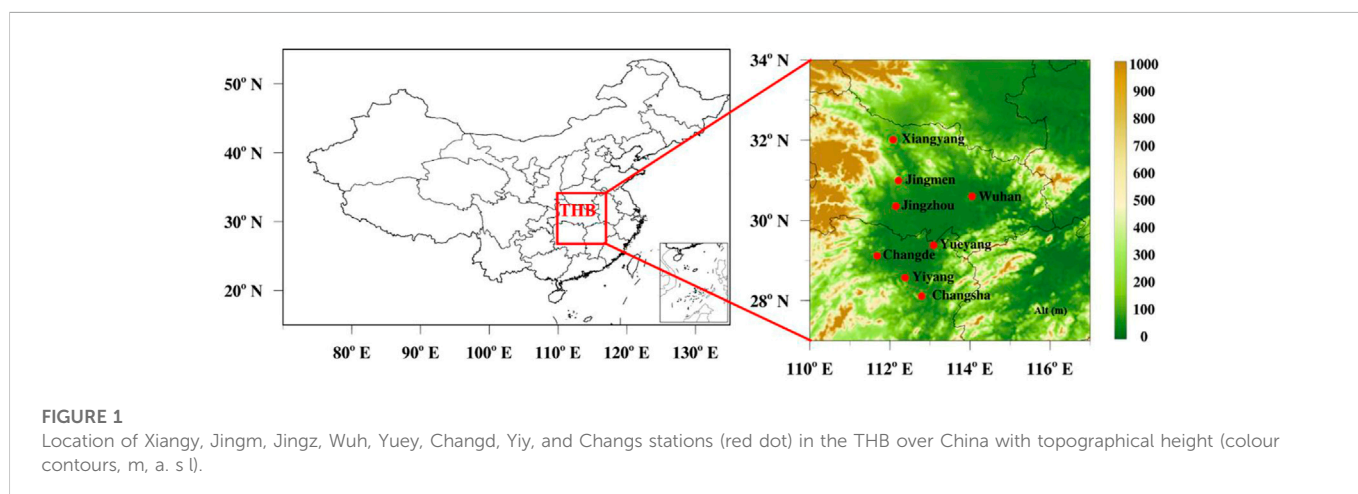 50° N
40° N
30° N
20° N
80° E
90° E
100° E
110° E
120° E
130° E
THB
34° N
32° N
30° N
28° N
110° E
112° E
114° E
116° E
Xiangyang
Jingmen
Wuhan
Jingzhou
Yueyang
Changde
Yiyang
Changsha
Alt (m)
1000
900
800
700
600
500
400
300
200
100
0
FIGURE 1
Location of Xiangy, Jingm, Jingz, Wuh, Yuey, Changd, Yiy, and Changs stations (red dot) in the THB over China with topographical height (colour
contours, m, a. s l).